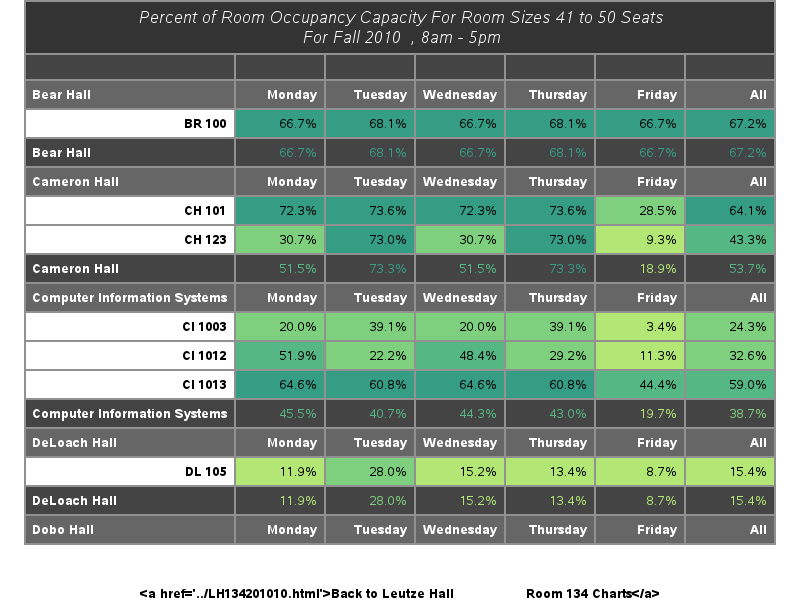 Percent of Room Occupancy Capacity For Room Sizes 41 to 50 Seats
For Fall 2010 , 8am - 5pm
Bear Hall Monday Tuesday Wednesday Thursday Friday All
BR 100 66.7% 68.1% 66.7% 68.1% 66.7% 67.2%
Bear Hall 66.7% 68.1% 66.7% 68.1% 66.7% 67.2%
Cameron Hall Monday Tuesday Wednesday Thursday Friday All
CH 101 72.3% 73.6% 72.3% 73.6% 28.5% 64.1%
CH 123 30.7% 73.0% 30.7% 73.0% 9.3% 43.3%
Cameron Hall 51.5% 73.3% 51.5% 73.3% 18.9% 53.7%
Computer Information Systems Monday Tuesday Wednesday Thursday Friday All
CI 1003 20.0% 39.1% 20.0% 39.1% 3.4% 24.3%
CI 1012 51.9% 22.2% 48.4% 29.2% 11.3% 32.6%
CI 1013 64.6% 60.8% 64.6% 60.8% 44.4% 59.0%
Computer Information Systems 45.5% 40.7% 44.3% 43.0% 19.7% 38.7%
DeLoach Hall Monday Tuesday Wednesday Thursday Friday All
DL 105 11.9% 28.0% 15.2% 13.4% 8.7% 15.4%
DeLoach Hall 11.9% 28.0% 15.2% 13.4% 8.7% 15.4%
Dobo Hall Monday Tuesday Wednesday Thursday Friday All
<a href='../LH134201010.html'>Back to Leutze Hall Room 134 Charts</a>